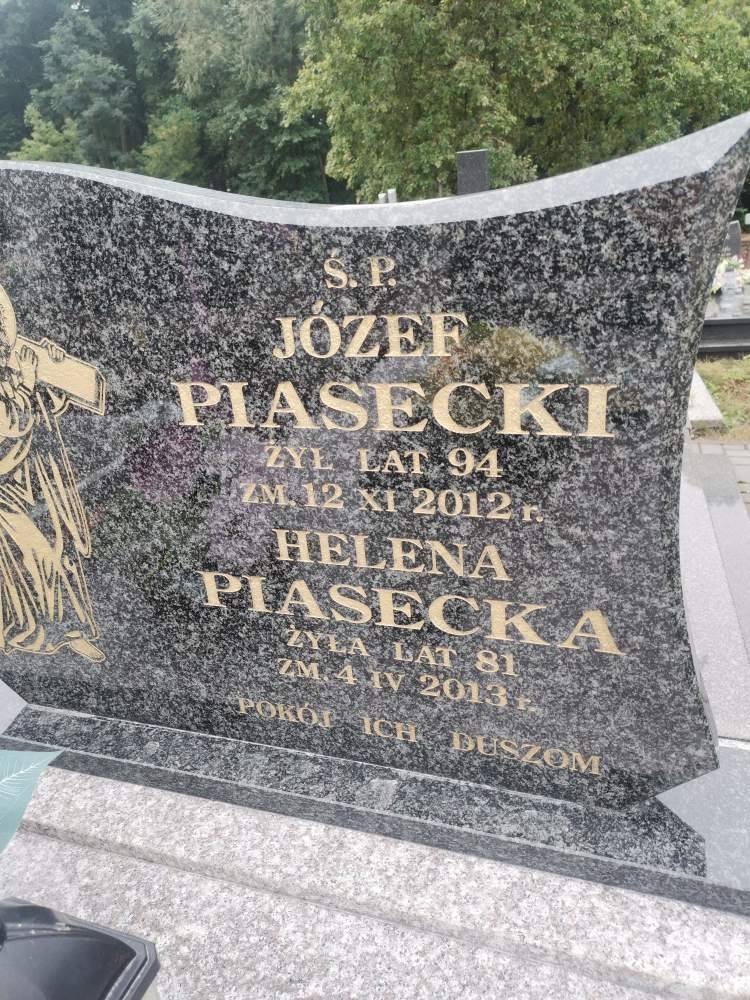 Ś. P.
JÓZEF
PIASECKI
ŻYŁ LAT 94
ZM. 12 XI 2012 r.
HELENA
PIASECKA
ŻYŁA LAT 81
ZM. 4 IV 2013 r.
POKÓJ ICH DUSZOM